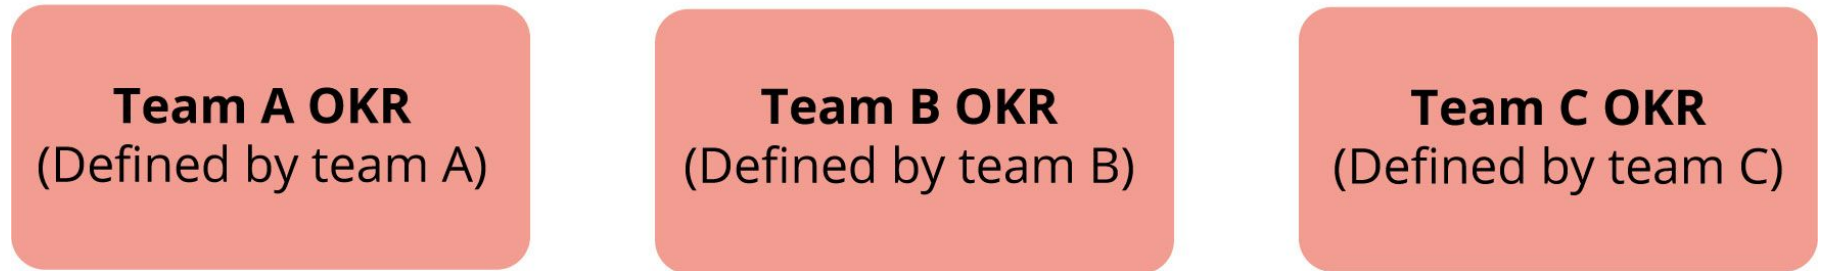 Team A OKR
(Defined by team A)
Team B OKR
(Defined by team B)
Team C OKR
(Defined by team C)